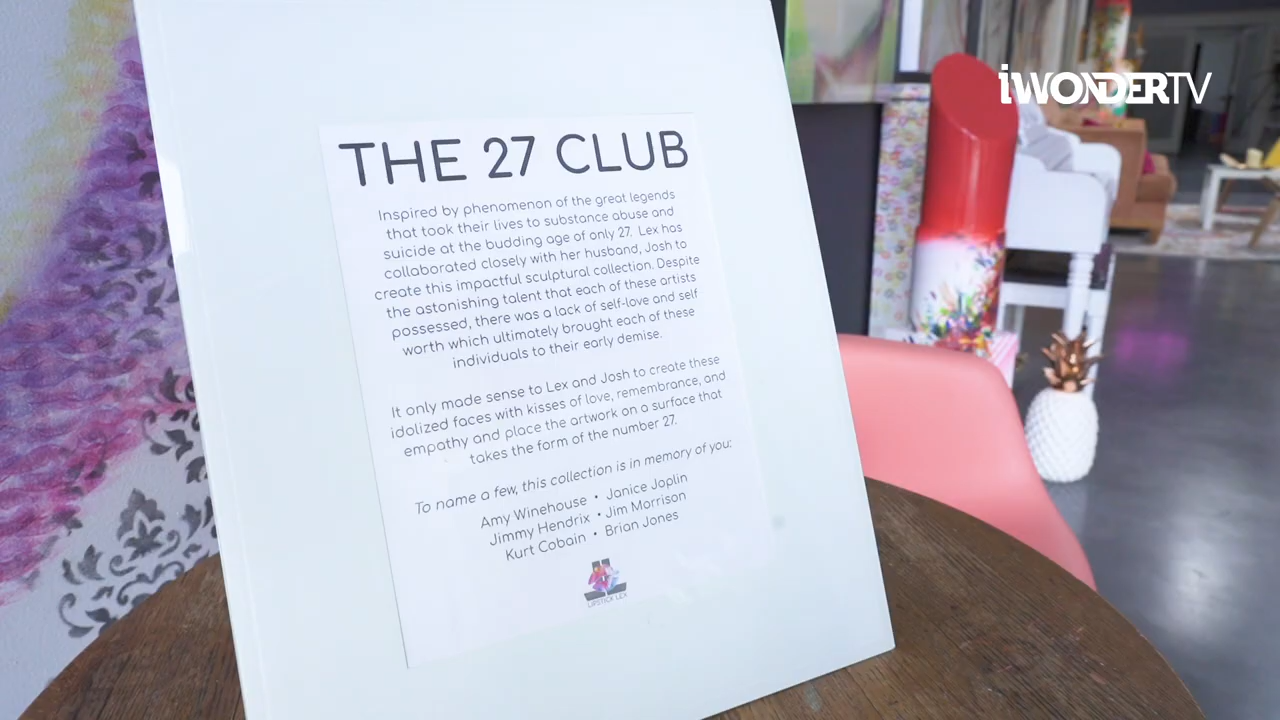 iWONDERTV
THE 27 CLUB
Inspired by phenomenon of the great legends
that took their lives to substance abuse and
suicide at the budding age of only 27. Lex has
collaborated closely with her husband, Josh to
create this impactful sculptural collection. Despite
the astonishing talent that each of these artists
possessed, there was a lack of self-love and self
worth which ultimately brought each of these
individuals to their early demise.
It only made sense to Lex and Josh to create these
idolized faces with kisses of love, remembrance, and
empathy and place the artwork on a surface that
takes the form of the number 27.
To name a few, this collection is in memory of you:
Amy Winehouse • Janice Joplin
Jimmy Hendrix • Jim Morrison
Kurt Cobain • Brian Jones
LIPSTICK LEX